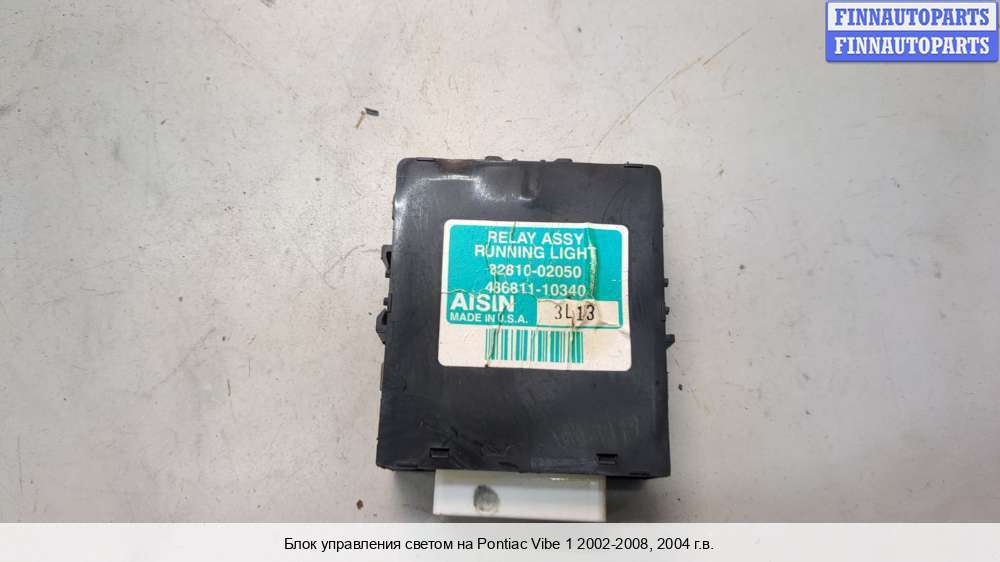 FINNAUTOPARTS
FINNAUTOPARTS
RELAY ASSY
RUNNING LIGHT
82810-02050
486811-10340
AISIN
MADE IN U.S.A.
3L13
Блок управления светом на Pontiac Vibe 1 2002-2008, 2004 г.в.